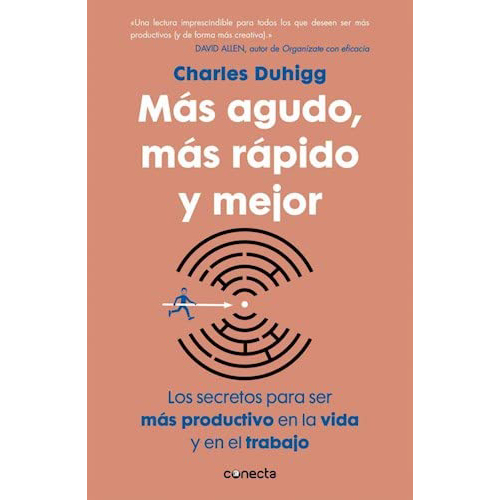 «Una lectura imprescindible para todos los que deseen ser más
productivos (y de forma más creativa).»
DAVID ALLEN, autor de Organízate con eficacia
Charles Duhigg
Más agudo,
más rápido
y mejor
Los secretos para ser
más productivo en la vida
y en el trabajo
conecta